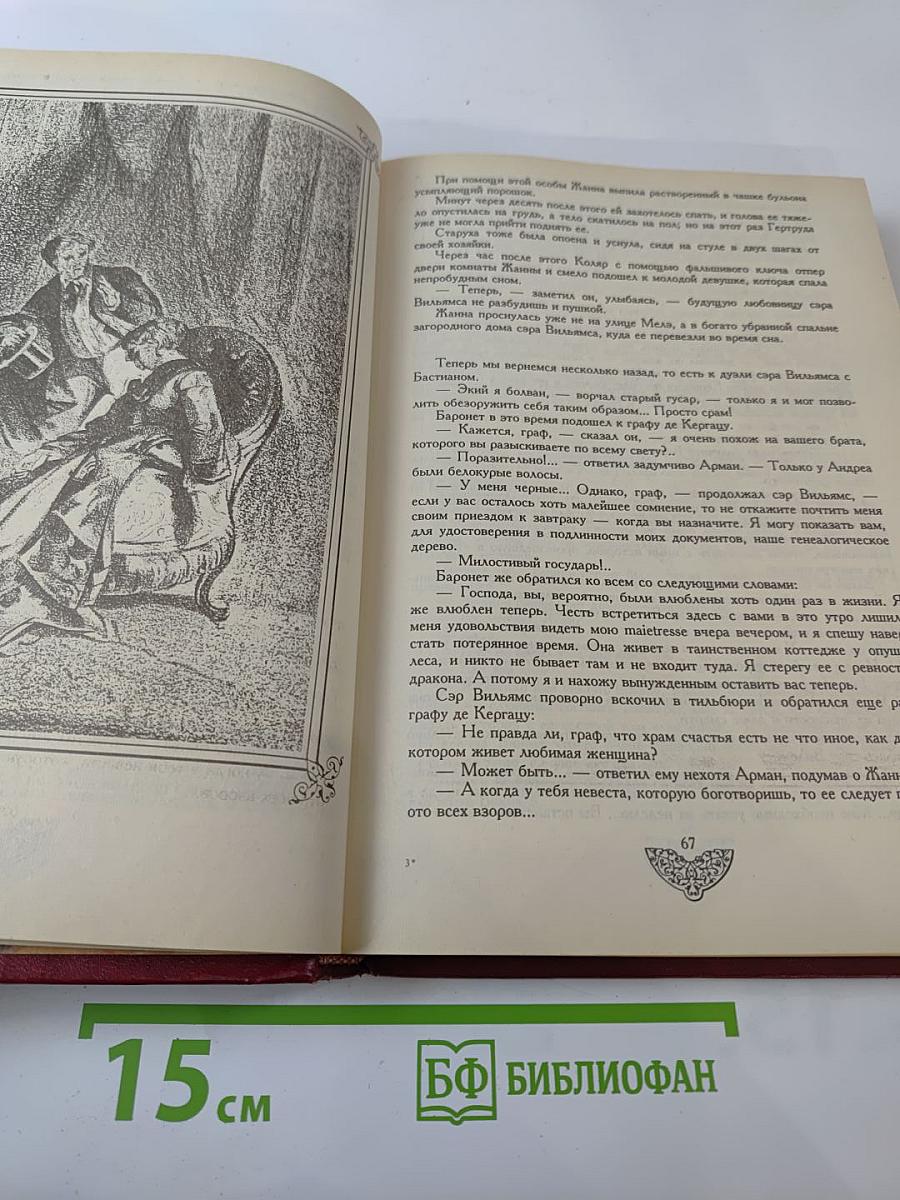 При помощи этой особы Жанна выпила растворенный в чашке бульона
усыпляющий порошок.
Минут через десять после этого ей захотелось спать, и голова ее тяже-
ло опустилась на грудь, а тело скатилось на пол; но на этот раз Гертруда
уже не могла прийти поднять ее.
Старуха тоже была опоена и уснула, сидя на стуле в двух шагах от
своей хозяйки.
Через час после этого Коляр с помощью фальшивого ключа отпер
двери комнаты Жанны и смело подошел к молодой девушке, которая спала
непробудным сном.
— Теперь, — заметил он, улыбаясь, — будущую любовницу сэра
Вильямса не разбудишь и пушкой.
Жанна проснулась уже не на улице Мелэ, а в богато убранной спальне
загородного дома сэра Вильямса, куда ее перевезли во время сна.
Теперь мы вернемся несколько назад, то есть к дуэли сэра Вильямса с
Бастианом.
— Экий я болван, — ворчал старый гусар, — только я и мог позво-
лить обезоружить себя таким образом... Просто срам!
Баронет в это время подошел к графу де Кергацу.
— Кажется, граф, — сказал он, — я очень похож на вашего брата,
которого вы разыскиваете по всему свету?..
— Поразительно!... — ответил задумчиво Арман. — Только у Андреа
были белокурые волосы.
— У меня черные... Однако, граф, — продолжал сэр Вильямс, —
если у вас осталось хоть малейшее сомнение, то не откажите почтить меня
своим приездом к завтраку — когда вы назначите. Я могу показать вам,
для удостоверения в подлинности моих документов, наше генеалогическое
дерево.
— Милостивый государь!..
Баронет же обратился ко всем со следующими словами:
— Господа, вы, вероятно, были влюблены хоть один раз в жизни. Я
же влюблен теперь. Честь встретиться здесь с вами в это утро лишил
меня удовольствия видеть мою maietresse вчера вечером, и я спешу наве
стать потерянное время. Она живет в таинственном коттедже у опуш
леса, и никто не бывает там и не входит туда. Я стерегу ее с ревност
дракона. А потому я и нахожу вынужденным оставить вас теперь.
Сэр Вильямс проворно вскочил в тильбюри и обратился еще ра
графу де Кергацу:
— Не правда ли, граф, что храм счастья есть не что иное, как д
котором живет любимая женщина?
— Может быть... — ответил ему нехотя Арман, подумав о Жанн
— А когда у тебя невеста, которую боготворишь, то ее следует
ото всех взоров...
67
3*
15 см
БФ БИБЛИОФАН